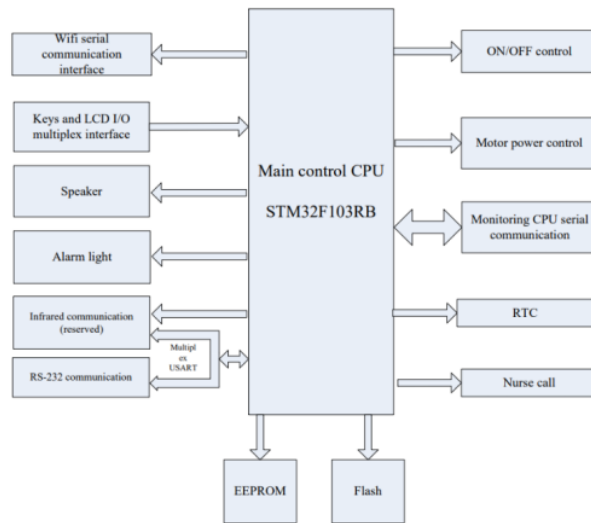 Wifi serial
communication
interface
Keys and LCD I/O
multiplex interface
Speaker
Alarm light
Infrared communication
(reserved)
RS-232 communication
Multipl
ex
USART
Main control CPU
STM32F103RB
ON/OFF control
Motor power control
Monitoring CPU serial
communication
RTC
Nurse call
EEPROM
Flash